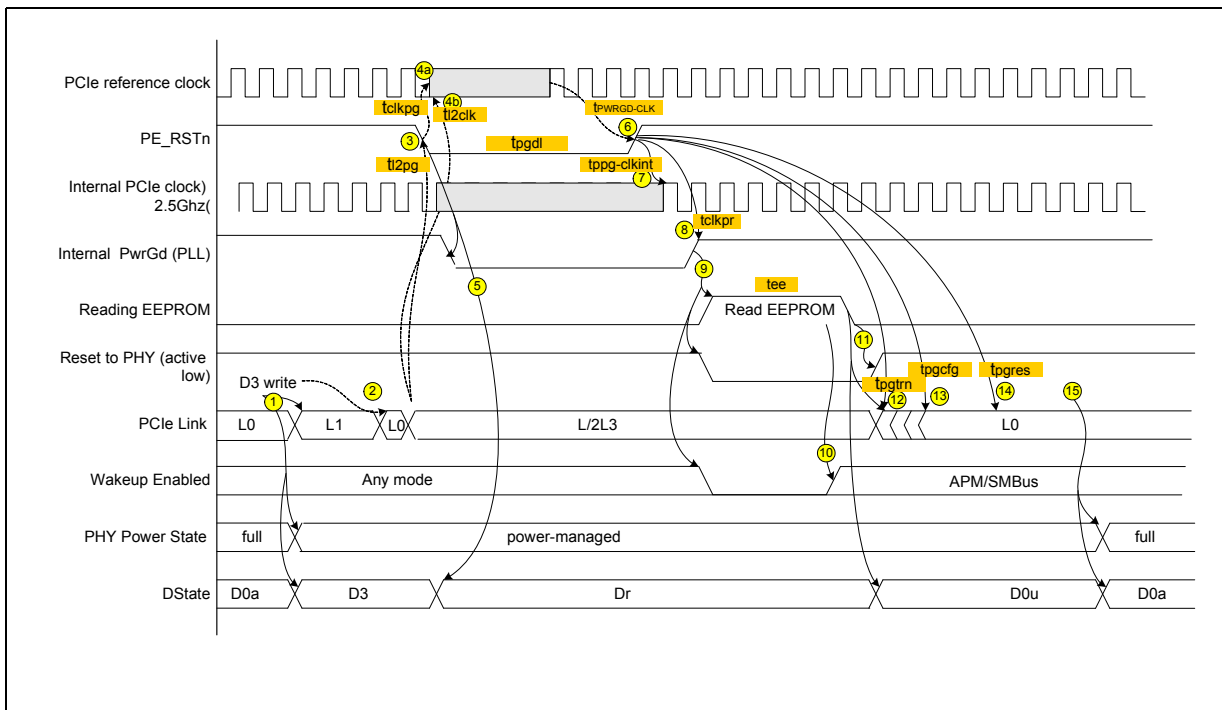 PCIe reference clock
4a
4b
tclkpg
tl2clk
tPWRGD-CLK
PE_RSTn
3
6
tpgdl
tl2pg
tppg-clkint
Internal PCIe clock)
2.5Ghz(
7
tclkpr
Internal PwrGd (PLL)
8
9
5
tee
Reading EEPROM
Read EEPROM
11
Reset to PHY (active
low)
D3 write
1
2
tpgtrn
tpgcfg
tpgres
12
13
14
15
PCIe Link
L0
L1
L0
L/2L3
L0
10
Wakeup Enabled
Any mode
APM/SMBus
PHY Power State
full
power-managed
full
DState
D0a
D3
Dr
D0u
D0a